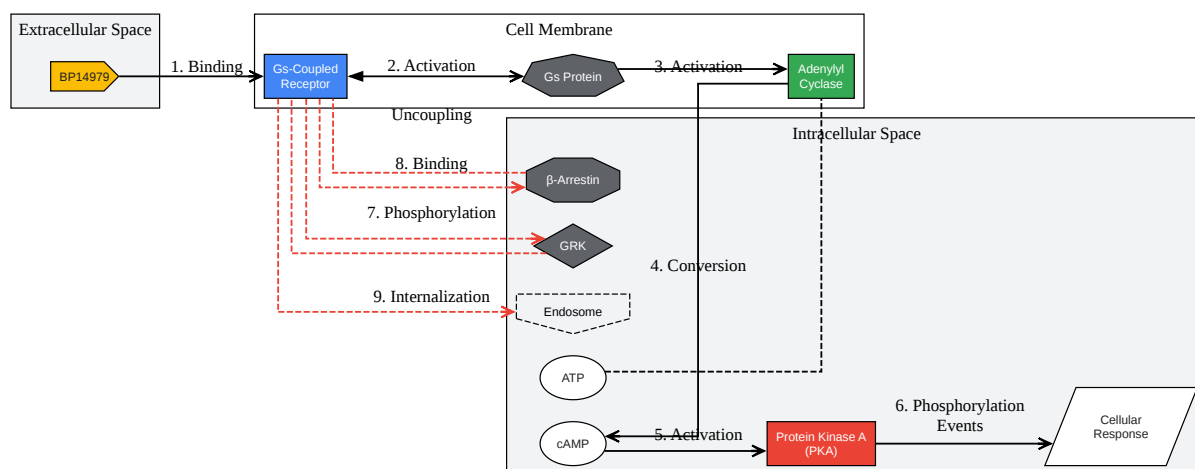 Extracellular Space
Cell Membrane
BP14979
1. Binding
Gs-Coupled
Receptor
2. Activation
Gs Protein
3. Activation
Adenylyl
Cyclase
Uncoupling
Intracellular Space
8. Binding
β-Arrestin
7. Phosphorylation
GRK
4. Conversion
9. Internalization
Endosome
ATP
6. Phosphorylation
Events
Cellular
Response
cAMP
5. Activation
Protein Kinase A
(PKA)